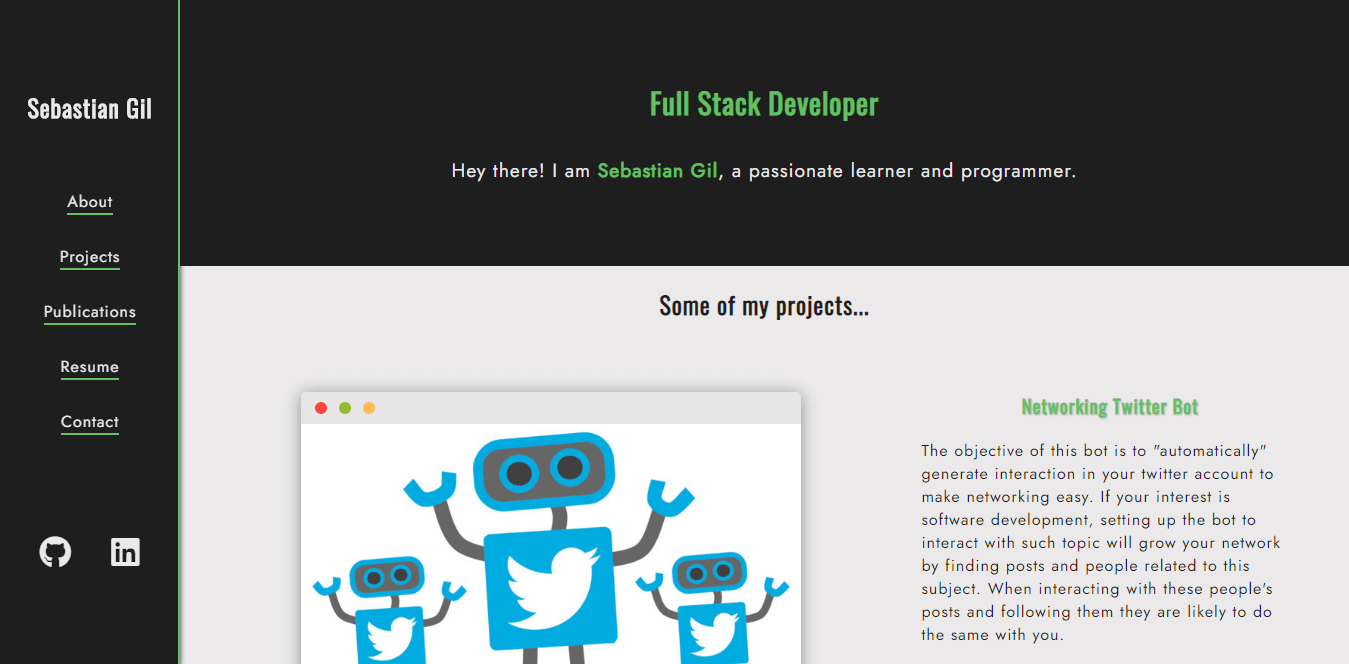 Sebastian Gil
About
Projects
Publications
Resume
Contact
Full Stack Developer
Hey there! I am Sebastian Gil, a passionate learner and programmer.
Some of my projects...
Networking Twitter Bot
The objective of this bot is to "automatically"
generate interaction in your twitter account to
make networking easy. If your interest is
software development, setting up the bot to
interact with such topic will grow your network
by finding posts and people related to this
subject. When interacting with these people's
posts and following them they are likely to do
the same with you.